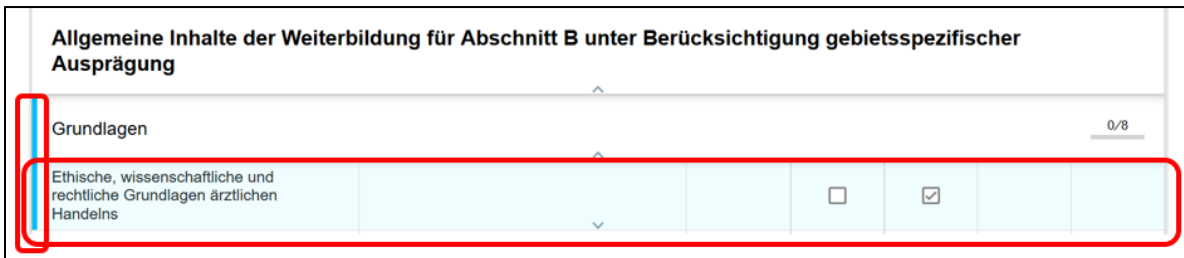 Allgemeine Inhalte der Weiterbildung für Abschnitt B unter Berücksichtigung gebietsspezifischer
Ausprägung
Grundlagen
0/8
Ethische, wissenschaftliche und
rechtliche Grundlagen ärztlichen
Handelns